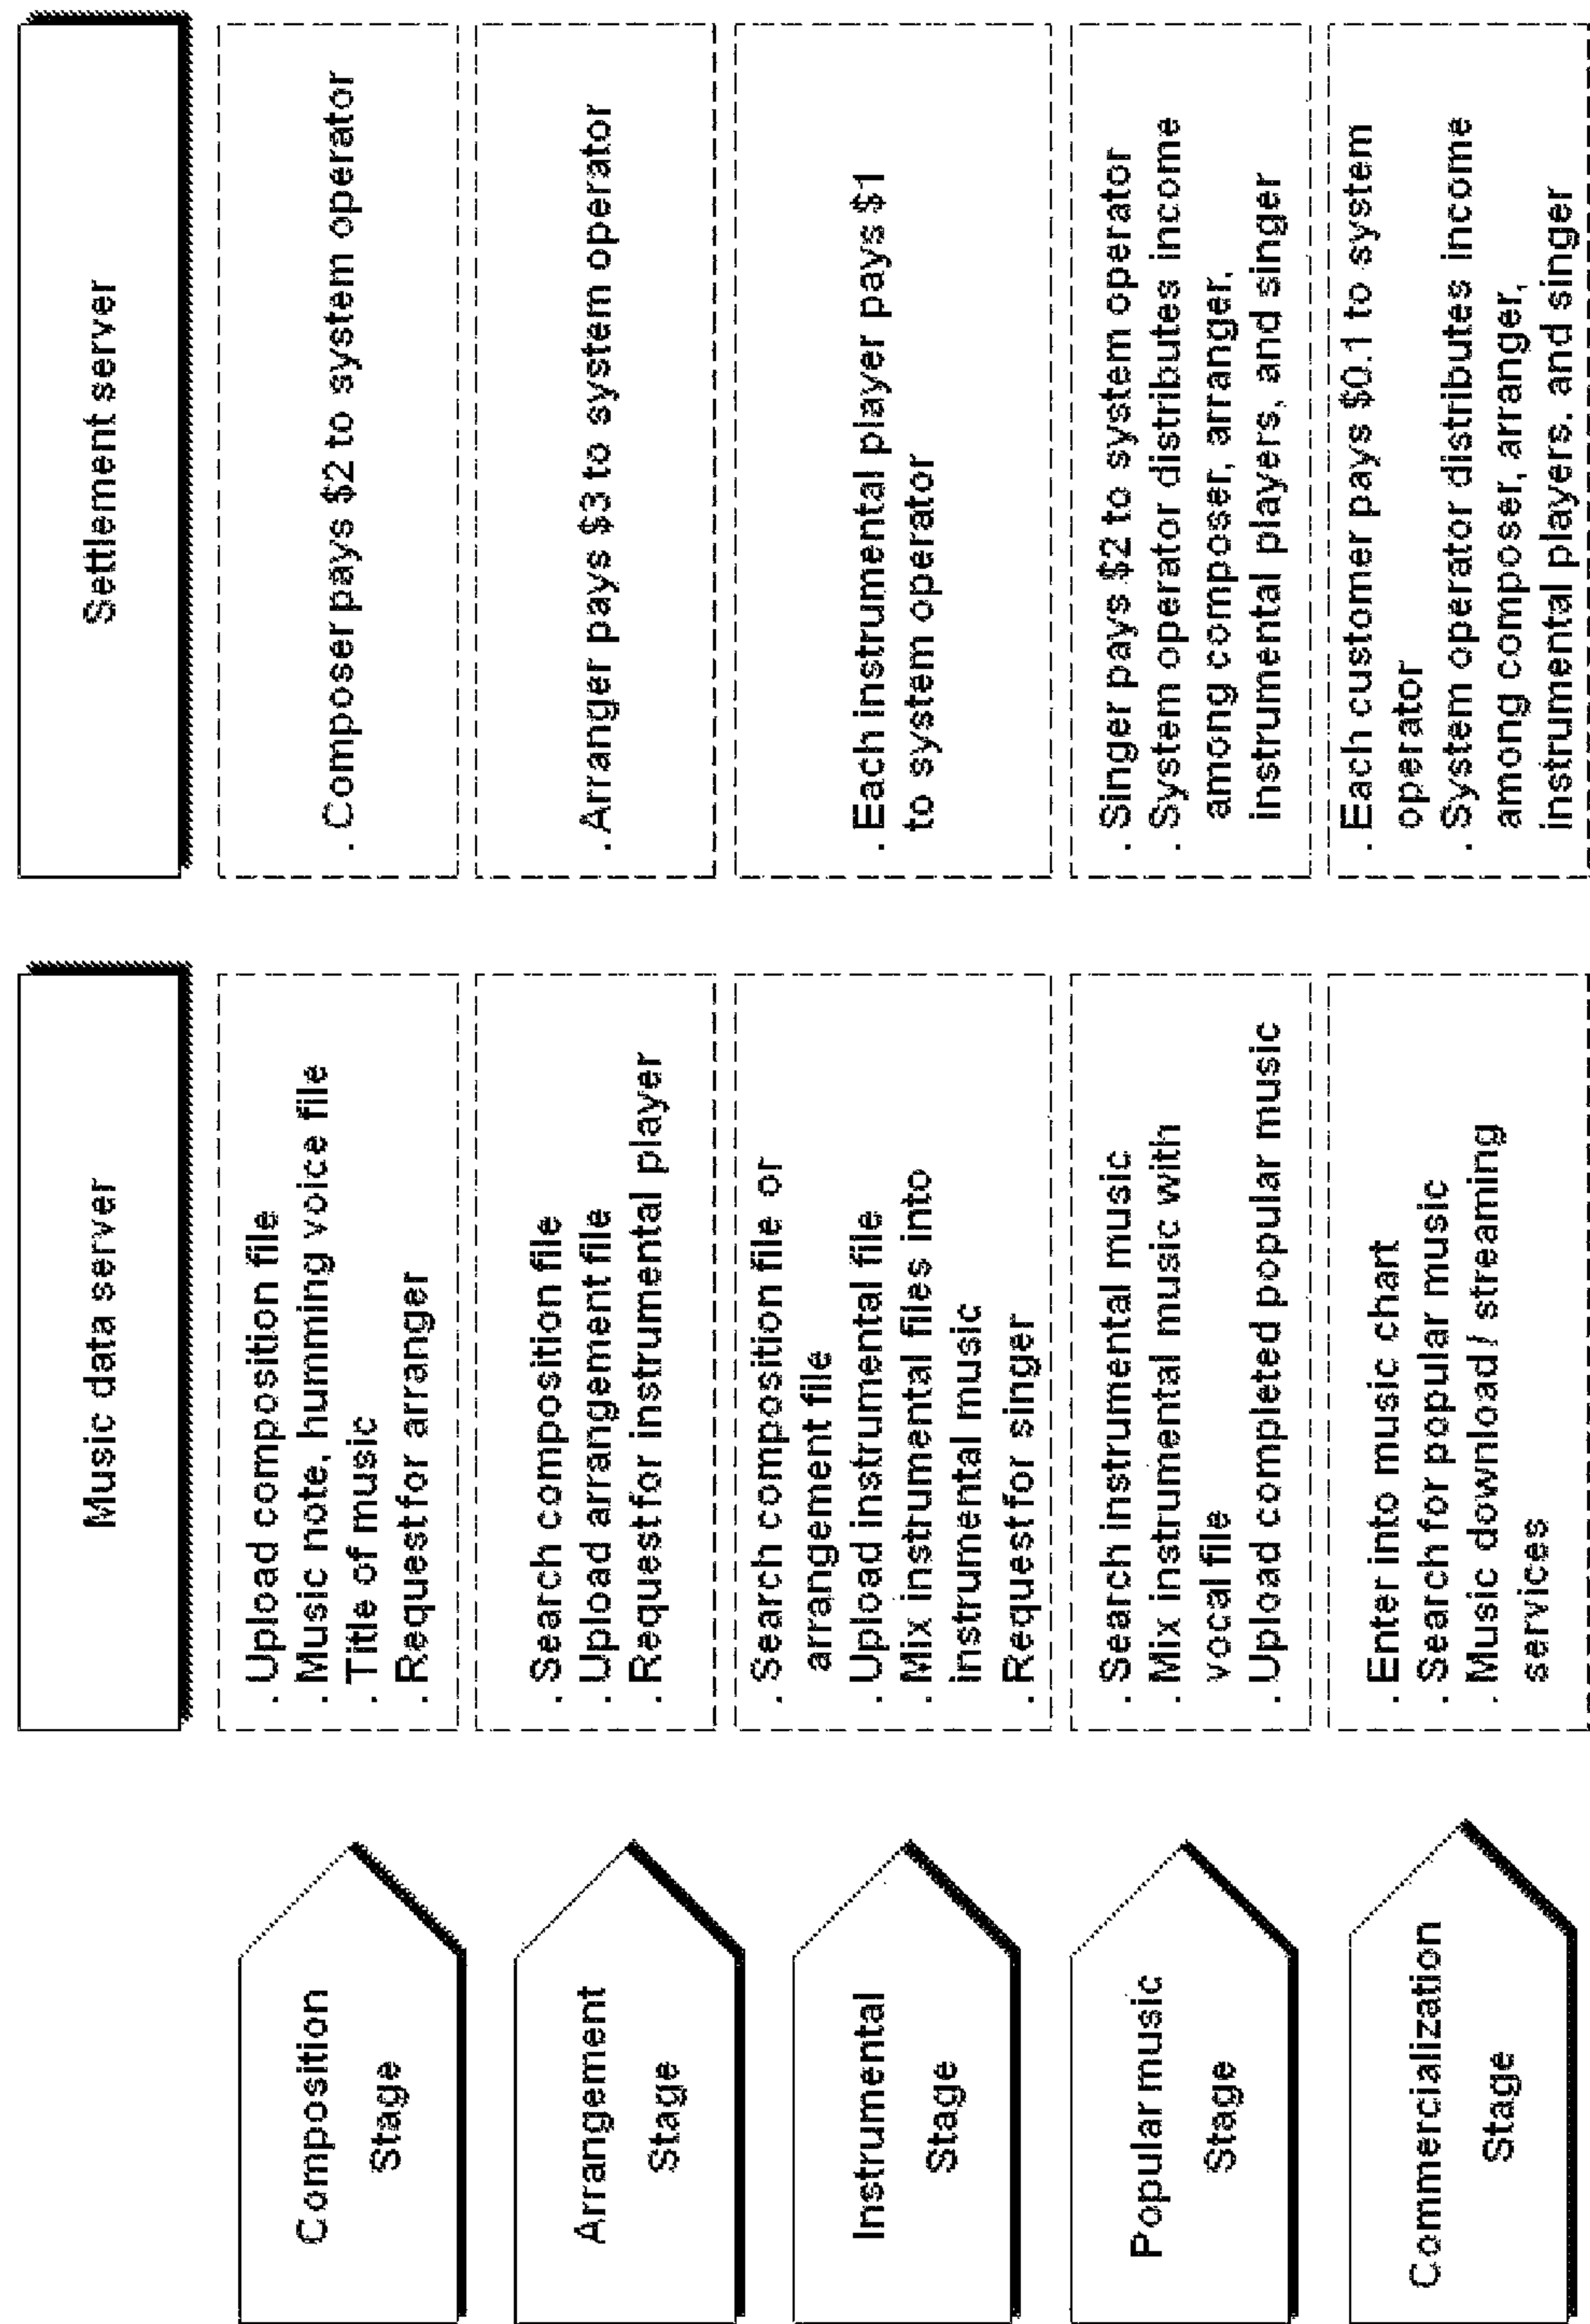 Music data server
Settlement server
Composition
Stage
. Upload composition file
. Music note, humming voice file
. Title of music
. Request for arranger
. Composer pays $2 to system operator
Arrangement
Stage
. Search composition file
. Upload arrangement file
. Request for instrumental player
. Arranger pays $3 to system operator
Instrumental
Stage
. Search composition file or
arrangement file
. Upload instrumental file
. Mix instrumental files into
instrumental music
. Request for singer
. Each instrumental player pays $1
to system operator
Popular music
Stage
. Search instrumental music
. Mix instrumental music with
vocal file
. Upload completed popular music
. Singer pays $2 to system operator
. System operator distributes income
among composer, arranger,
instrumental players, and singer
Commercialization
Stage
. Enter into music chart
. Search for popular music
. Music download / streaming
services
. Each customer pays $0.1 to system
operator
. System operator distributes income
among composer, arranger,
instrumental players. and singer